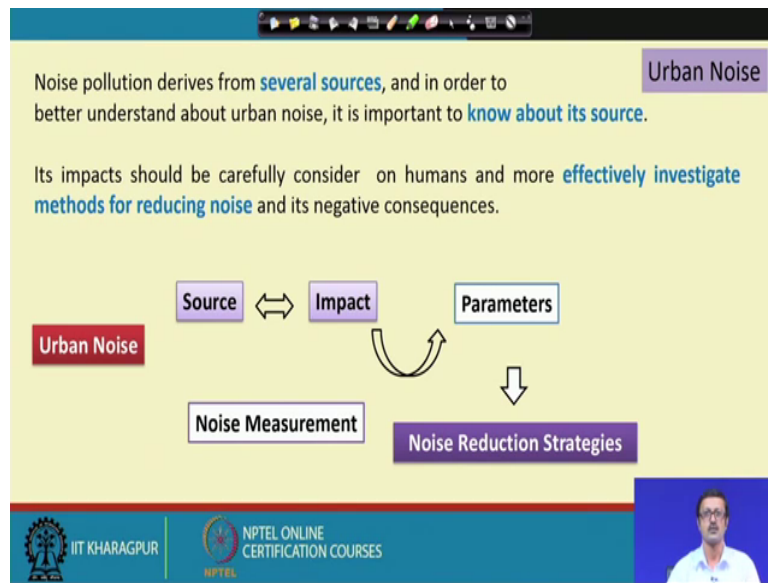 Urban Noise
Noise pollution derives from several sources, and in order to
better understand about urban noise, it is important to know about its source.
Its impacts should be carefully consider on humans and more effectively investigate
methods for reducing noise and its negative consequences.
Source
Impact
Parameters
Urban Noise
Noise Measurement
Noise Reduction Strategies
IIT KHARAGPUR
NPTEL
NPTEL ONLINE
CERTIFICATION COURSES